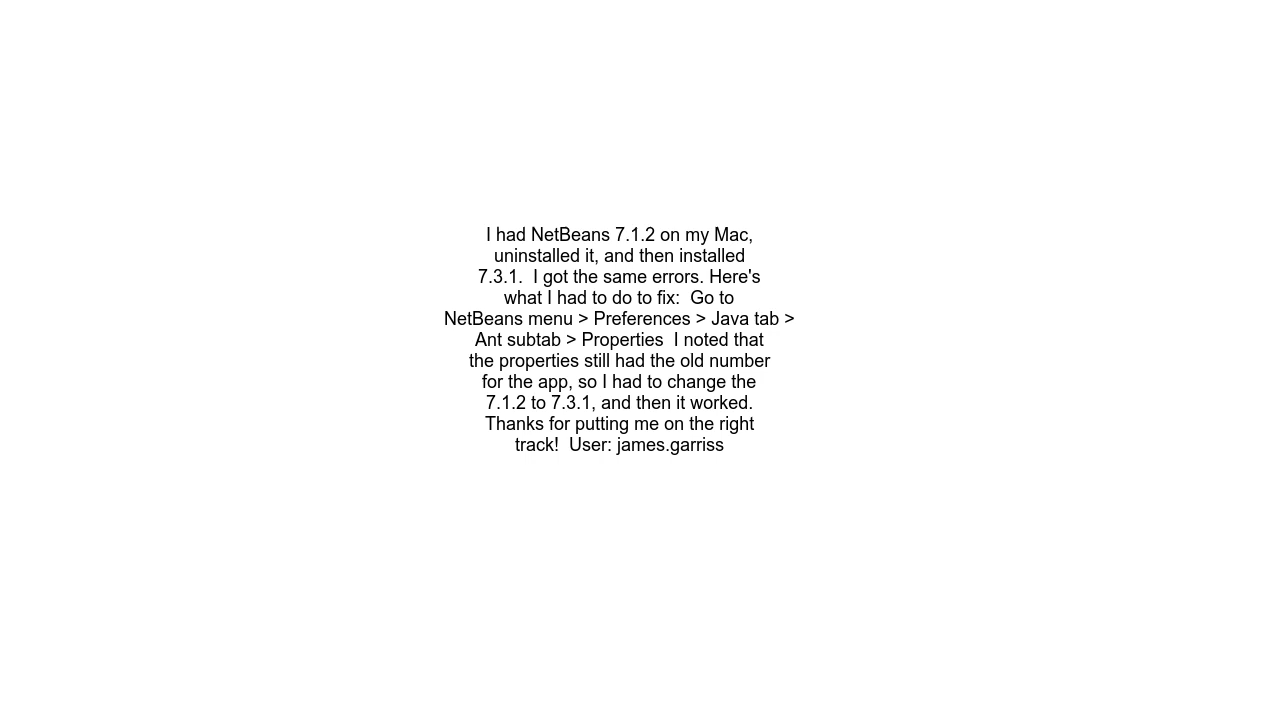 I had NetBeans 7.1.2 on my Mac,
uninstalled it, and then installed
7.3.1.  I got the same errors. Here's
what I had to do to fix:  Go to
NetBeans menu > Preferences > Java tab >
Ant subtab > Properties  I noted that
the properties still had the old number
for the app, so I had to change the
7.1.2 to 7.3.1, and then it worked.
Thanks for putting me on the right
track!  User: james.garriss